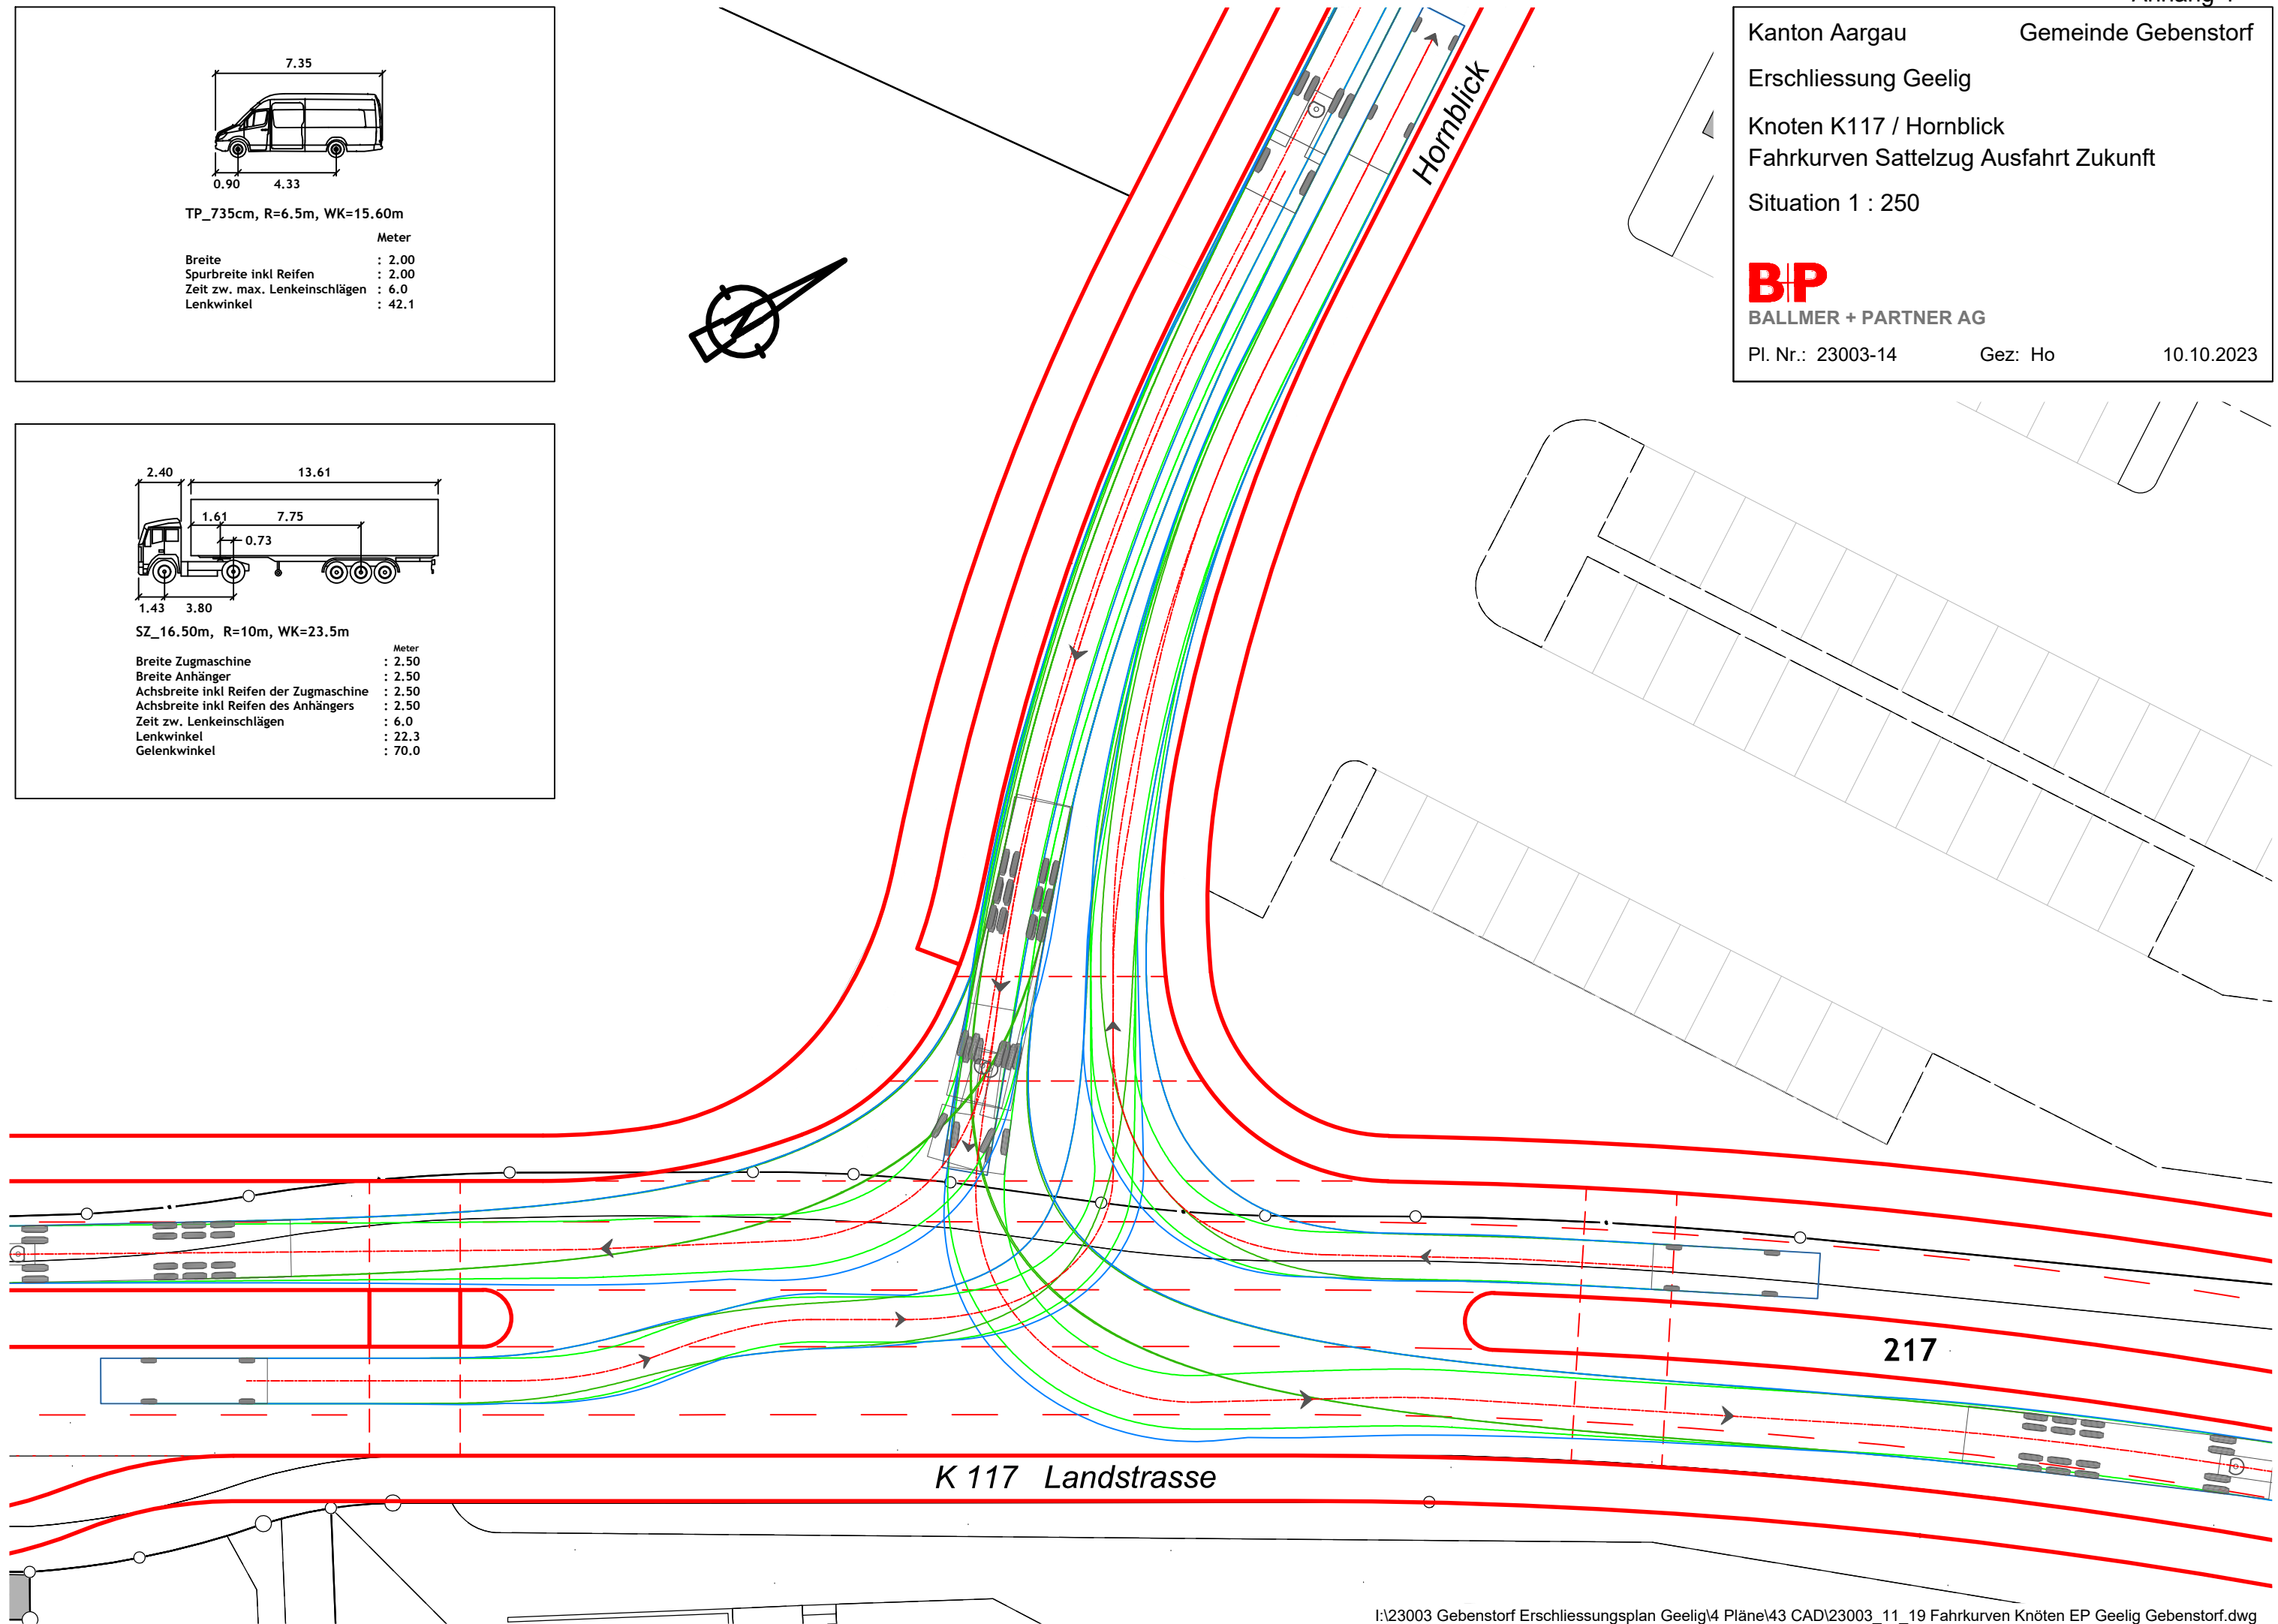 7.35
0.90 4.33
TP_735cm, R=6.5m, WK=15.60m
Meter
Breite : 2.00
Spurbreite inkl Reifen : 2.00
Zeit zw. max. Lenkeinschlägen : 6.0
Lenkwinkel : 42.1
2.40 13.61
1.61 7.75
0.73
1.43 3.80
SZ_16.50m, R=10m, WK=23.5m
Meter
Breite Zugmaschine : 2.50
Breite Anhänger : 2.50
Achsbreite inkl Reifen der Zugmaschine : 2.50
Achsbreite inkl Reifen des Anhängers : 2.50
Zeit zw. Lenkeinschlägen : 6.0
Lenkwinkel : 22.3
Gelenkwinkel : 70.0
N
Hornblick
Kanton Aargau Gemeinde Gebenstorf
Erschliessung Geelig
Knoten K117 / Hornblick
Fahrkurven Sattelzug Ausfahrt Zukunft
Situation 1 : 250
B+P
BALLMER + PARTNER AG
Pl. Nr.: 23003-14 Gez: Ho 10.10.2023
217
K 117 Landstrasse
I:\23003 Gebenstorf Erschliessungsplan Geelig\4 Pläne\43 CAD\23003_11_19 Fahrkurven Knöten EP Geelig Gebenstorf.dwg